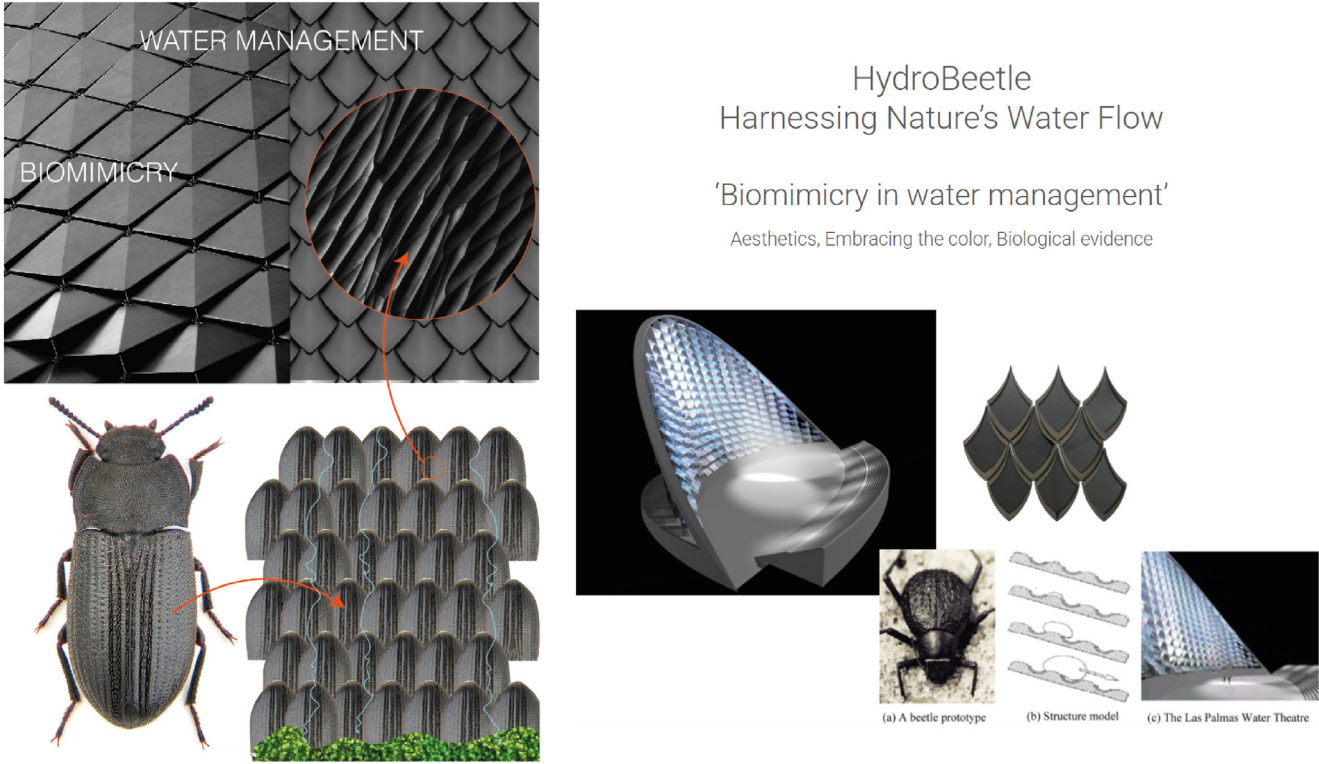 WATER MANAGEMENT
BIOMIMICRY
HydroBeetle
Harnessing Nature’s Water Flow
‘Biomimicry in water management’
Aesthetics, Embracing the color, Biological evidence
(a) A beetle prototype
(b) Structure model
(c) The Las Palmas Water Theatre